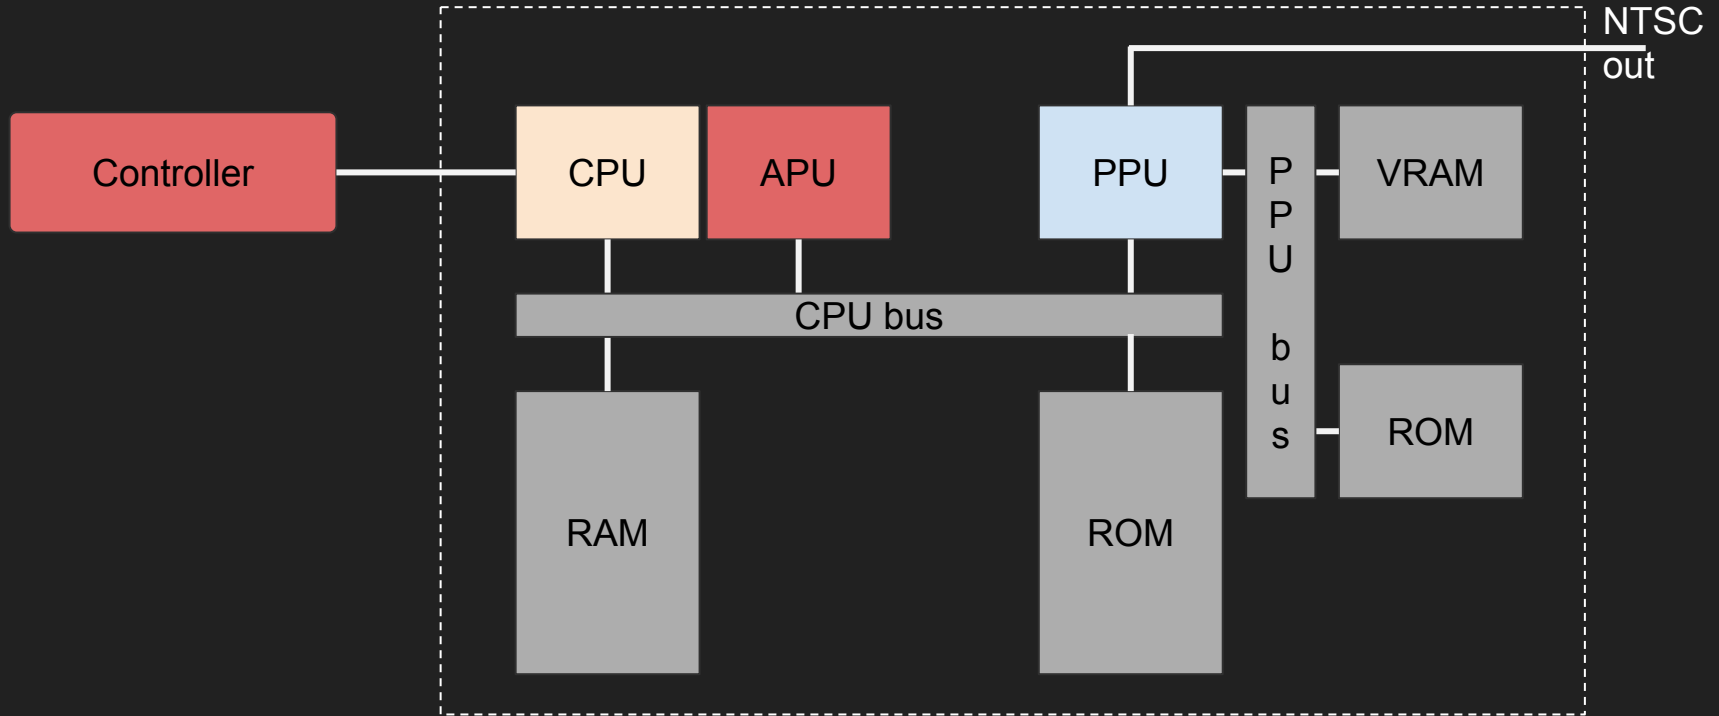 NTSC
out
Controller
CPU
APU
PPU
P
P
U
b
u
s
VRAM
CPU bus
ROM
RAM
ROM